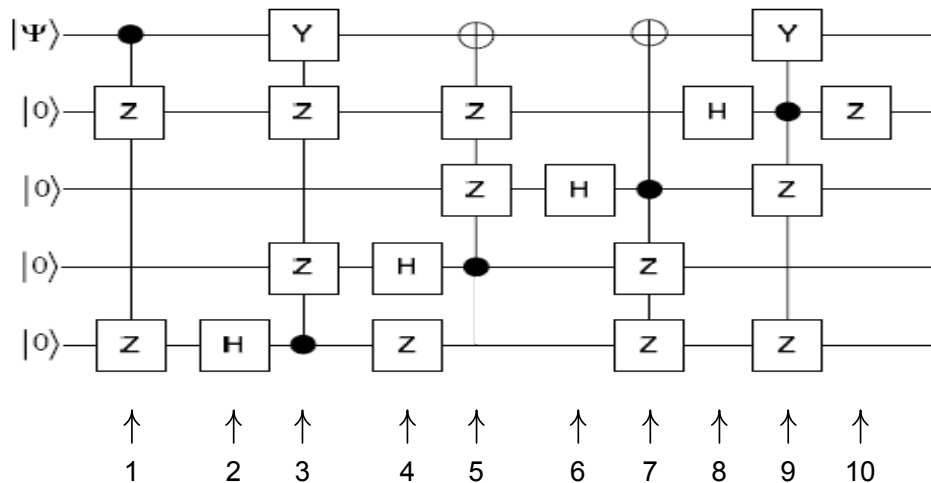 |Ψ⟩ Y Y
|0⟩ Z Z Z H Z
|0⟩ Z H Z
|0⟩ Z H Z
|0⟩ Z H Z Z Z
1 2 3 4 5 6 7 8 9 10